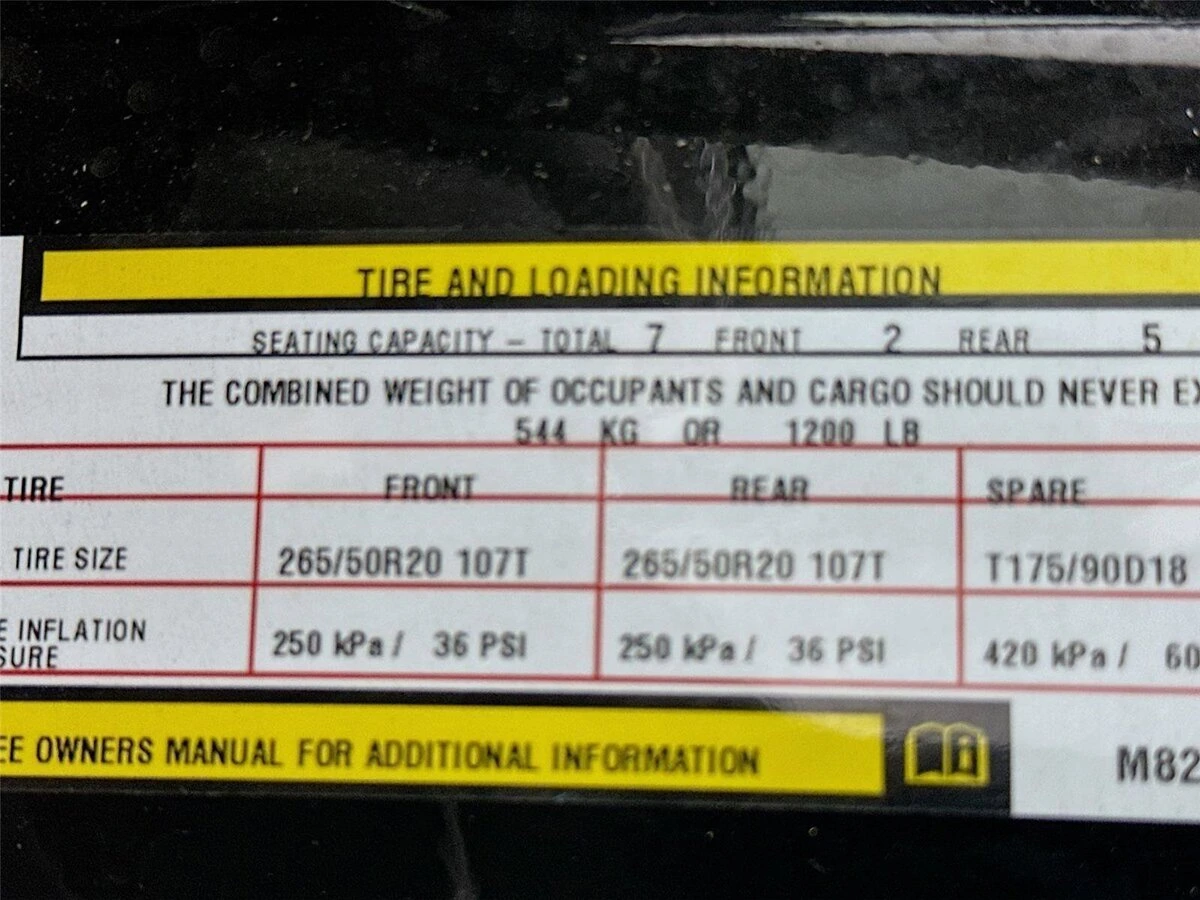 TIRE AND LOADING INFORMATION
SEATING CAPACITY – TOTAL 7 FRONT 2 REAR 5
THE COMBINED WEIGHT OF OCCUPANTS AND CARGO SHOULD NEVER EX
544 KG OR 1200 LB
TIRE FRONT REAR SPARE
TIRE SIZE 265/50R20 107T 265/50R20 107T T175/90D18
E INFLATION
SURE 250 kPa / 36 PSI 250 kPa / 36 PSI 420 kPa / 60
EE OWNERS MANUAL FOR ADDITIONAL INFORMATION
M82